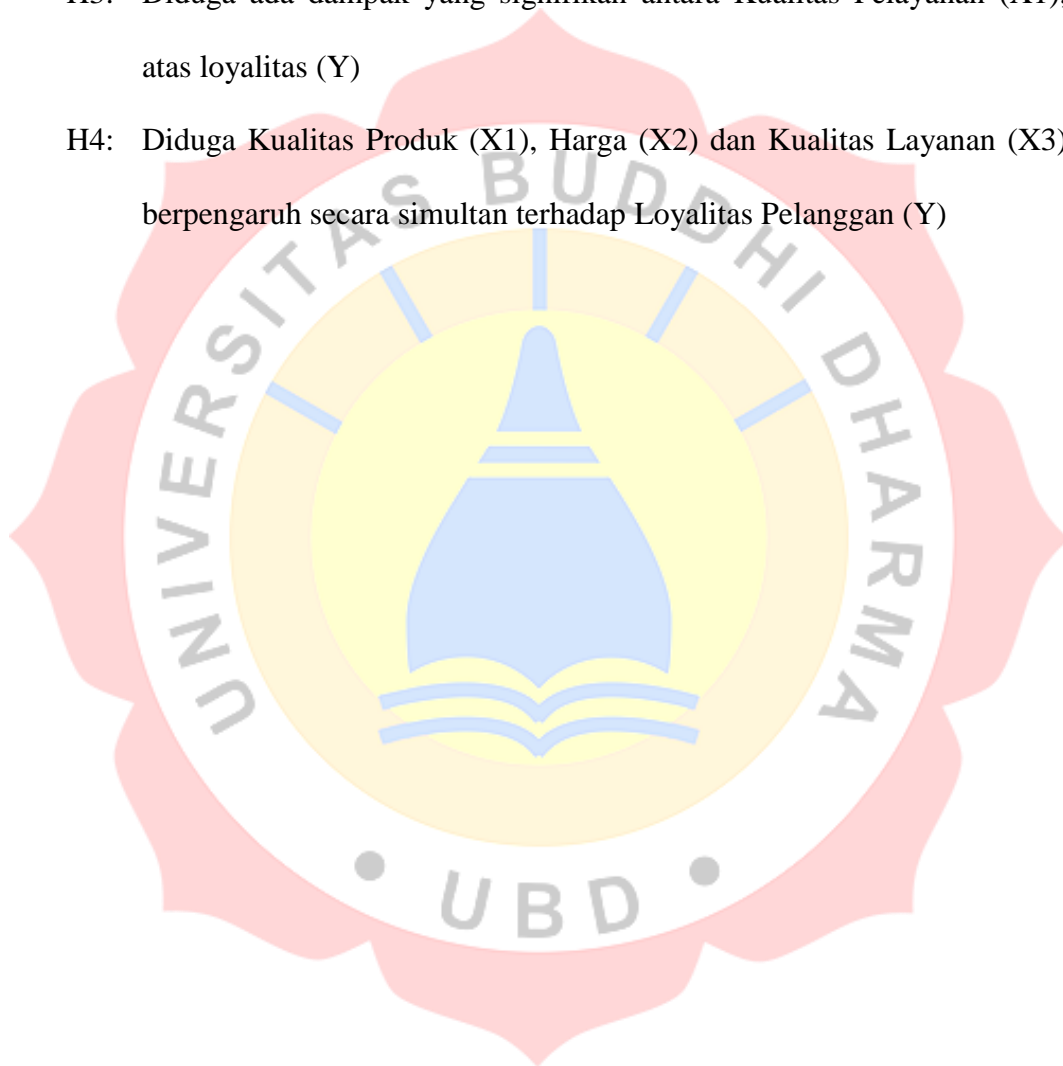 H3: Diduga ada dampak yang signifikan antara Kualitas Pelayanan (X1),
atas loyalitas (Y)
H4: Diduga Kualitas Produk (X1), Harga (X2) dan Kualitas Layanan (X3)
berpengaruh secara simultan terhadap Loyalitas Pelanggan (Y)
UNIVERSITAS BUDDHI DHARMA
• UBD •